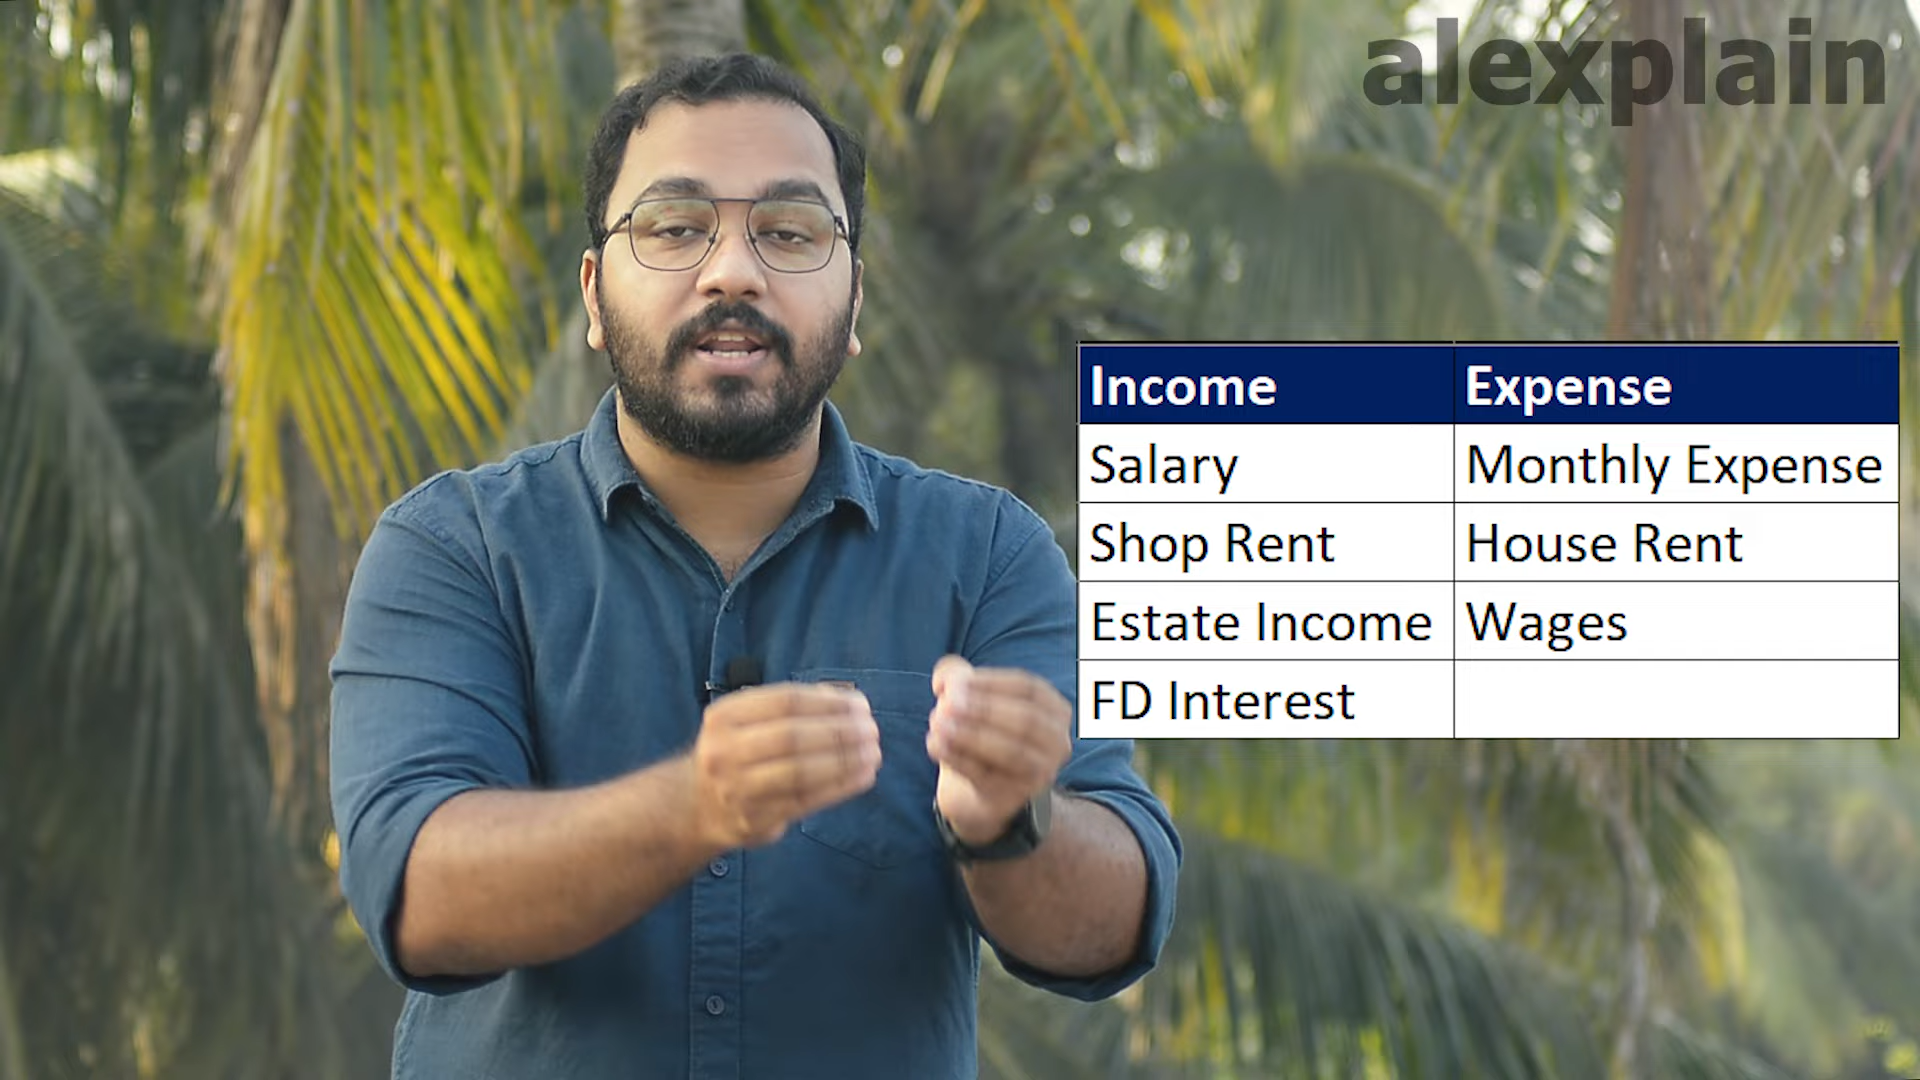 alexplain
Income Expense
Salary Monthly Expense
Shop Rent House Rent
Estate Income Wages
FD Interest